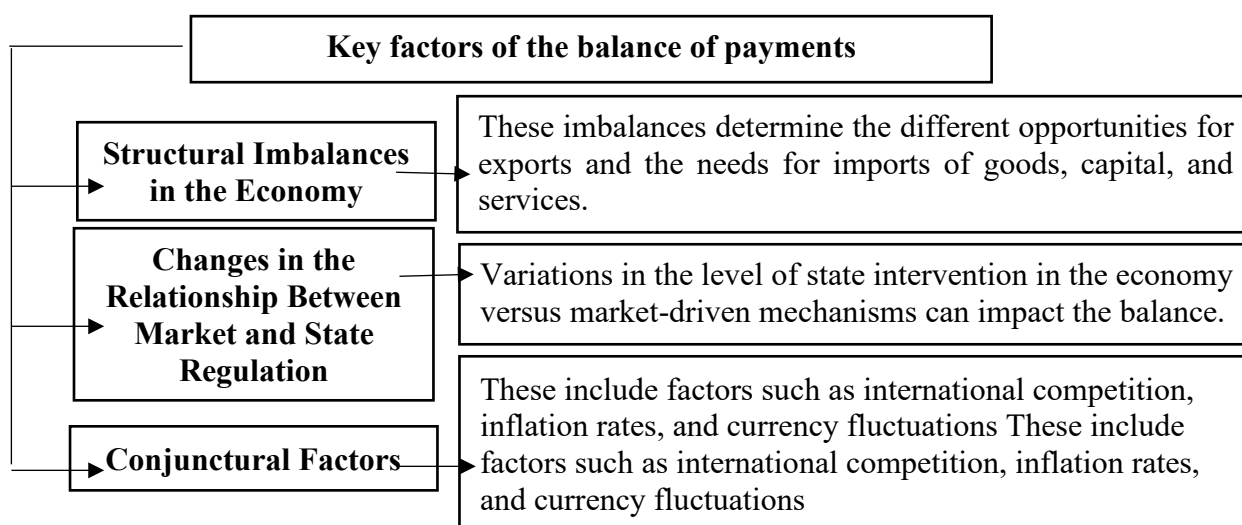 Key factors of the balance of payments
Structural Imbalances
in the Economy
These imbalances determine the different opportunities for
exports and the needs for imports of goods, capital, and
services.
Changes in the
Relationship Between
Market and State
Regulation
Variations in the level of state intervention in the economy
versus market-driven mechanisms can impact the balance.
Conjunctural Factors
These include factors such as international competition,
inflation rates, and currency fluctuations These include
factors such as international competition, inflation rates,
and currency fluctuations